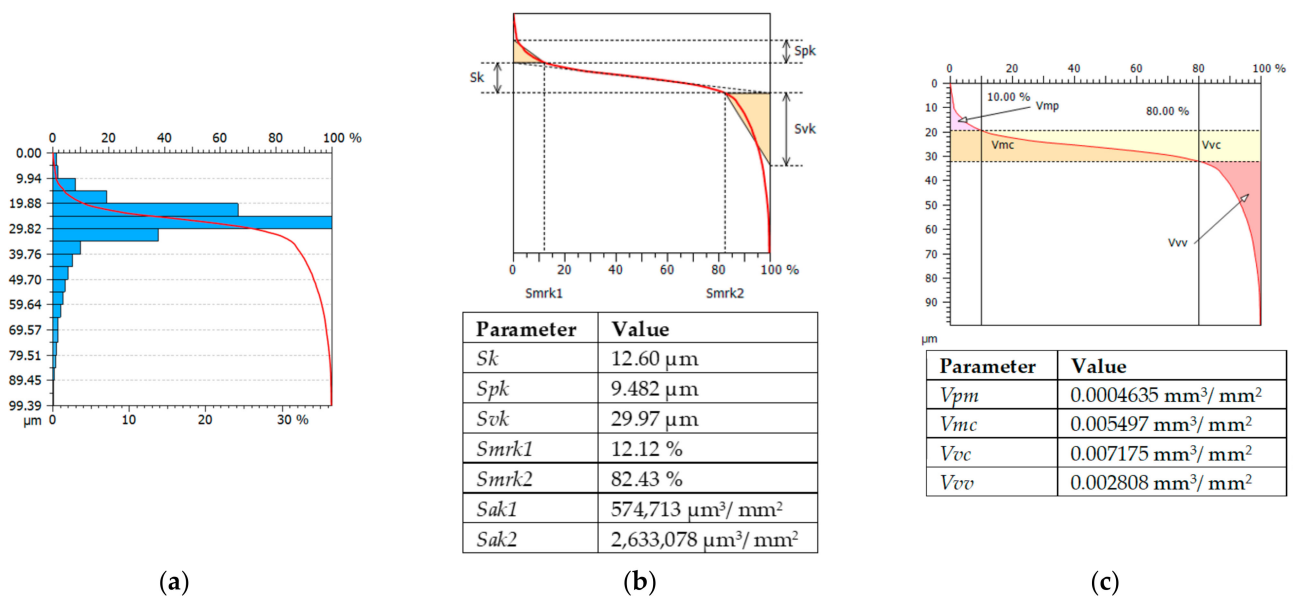 0 20 40 60 80 100 %
0.00
9.94
19.88
29.82
39.76
49.70
59.64
69.57
79.51
89.45
99.39
µm
0 10 20 30 %
Spk
Sk
Svk
0 20 40 60 80 100 %
Smrk1 Smrk2
Parameter Value
Sk 12.60 µm
Spk 9.482 µm
Svk 29.97 µm
Smrk1 12.12 %
Smrk2 82.43 %
Sak1 574,713 µm³/ mm²
Sak2 2,633,078 µm³/ mm²
0 20 40 60 80 100 %
0
10
20
30
40
50
60
70
80
90
µm
10.00 %
Vmp
80.00 %
Vmc Vvc
Vvv
Parameter Value
Vpm 0.0004635 mm³/ mm²
Vmc 0.005497 mm³/ mm²
Vvc 0.007175 mm³/ mm²
Vvv 0.002808 mm³/ mm²
(a) (b) (c)